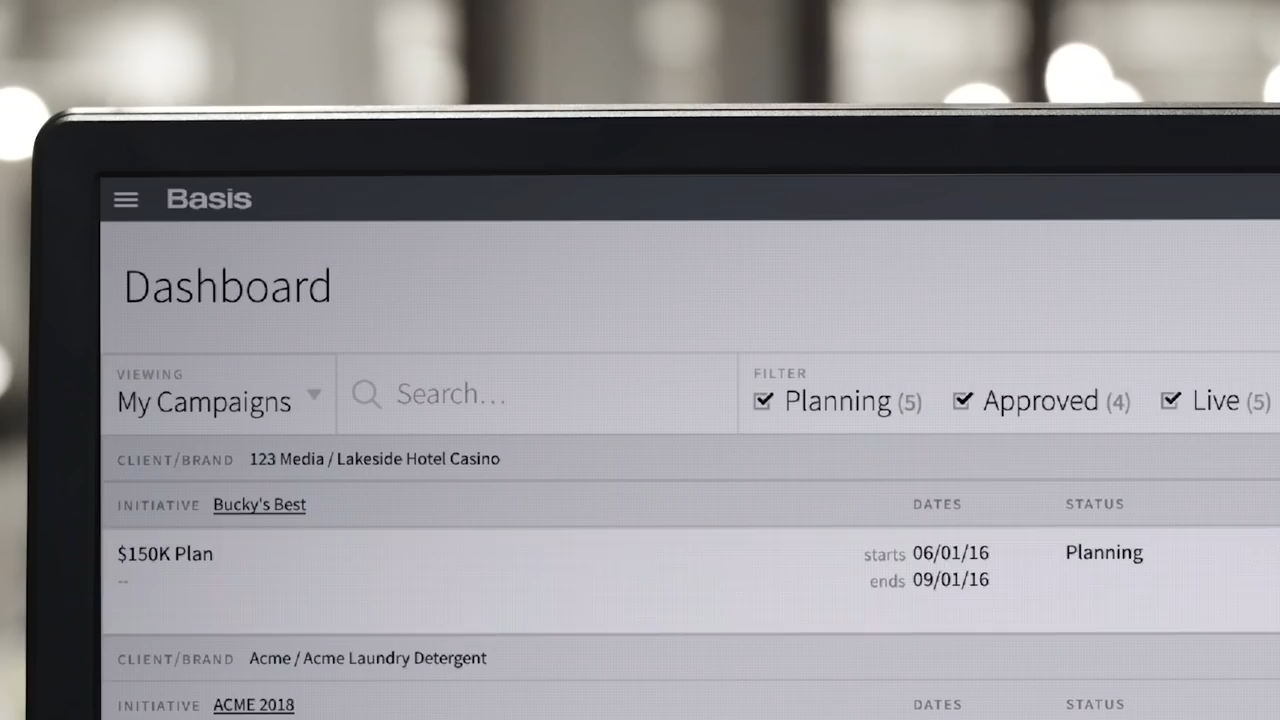 Basis
Dashboard
VIEWING
My Campaigns
Search...
FILTER
Planning (5) Approved (4) Live (5)
CLIENT/BRAND 123 Media / Lakeside Hotel Casino
INITIATIVE Bucky's Best DATES STATUS
$150K Plan starts 06/01/16 Planning
-- ends 09/01/16
CLIENT/BRAND Acme / Acme Laundry Detergent
INITIATIVE ACME 2018 DATES STATUS